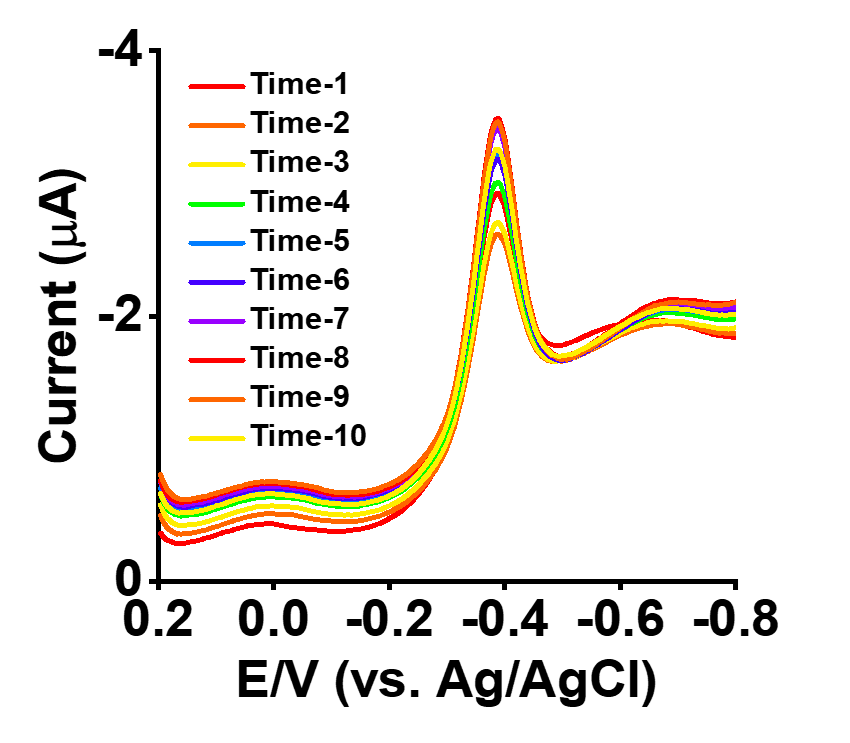 -4
Time-1
Time-2
Time-3
Time-4
Time-5
Time-6
Time-7
Time-8
Time-9
Time-10
Current (μA)
-2
0
0.2 0.0 -0.2 -0.4 -0.6 -0.8
E/V (vs. Ag/AgCl)